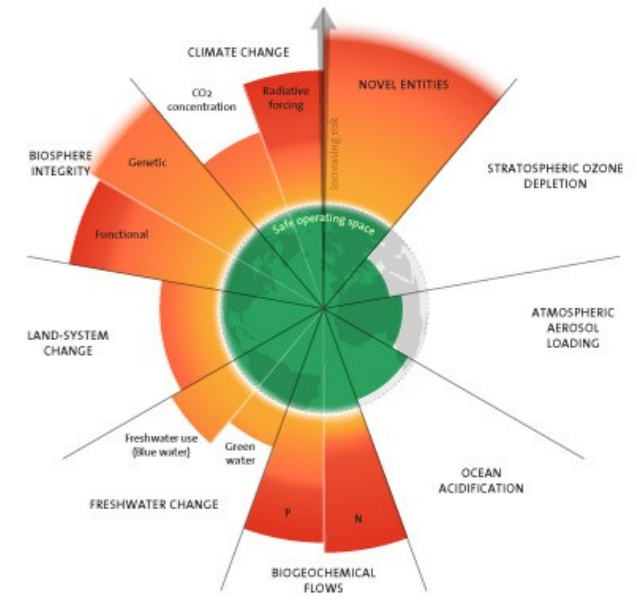 CLIMATE CHANGE
CO2
concentration
Radiative
forcing
NOVEL ENTITIES
Increasing risk
STRATOSPHERIC OZONE
DEPLETION
BIOSPHERE
INTEGRITY
Genetic
Functional
Safe operating space
ATMOSPHERIC
AEROSOL
LOADING
LAND-SYSTEM
CHANGE
Freshwater use
(Blue water)
Green
water
FRESHWATER CHANGE
OCEAN
ACIDIFICATION
P
N
BIOGEOCHEMICAL
FLOWS